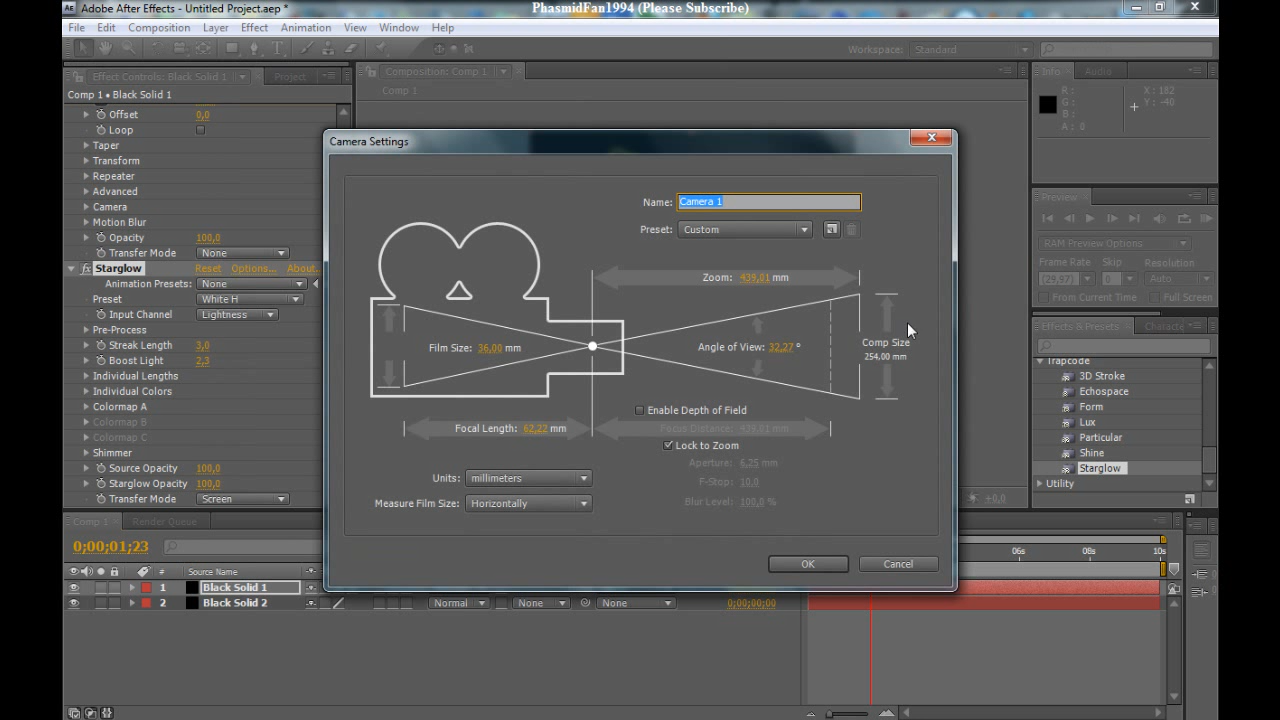 Adobe After Effects - Untitled Project.aep *
PhasmidFan1994 (Please Subscribe)
File Edit Composition Layer Effect Animation View Window Help
Workspace: Standard
Effect Controls: Black Solid 1 Project
Composition: Comp 1
Info Audio
Comp 1 • Black Solid 1
Comp 1
R :
G :
B :
A : 0
X : 182
Y : -40
Offset 0,0
Loop
Taper
Transform
Repeater
Advanced
Camera
Motion Blur
Opacity 100,0
Transfer Mode None
Starglow Reset Options... About...
Animation Presets: None
Preset White H
Input Channel Lightness
Pre-Process
Streak Length 3,0
Boost Light 2,3
Individual Lengths
Individual Colors
Colormap A
Colormap B
Colormap C
Shimmer
Source Opacity 100,0
Starglow Opacity 100,0
Transfer Mode Screen
Camera Settings
Name: Camera 1
Preset: Custom
Zoom: 439,01 mm
Film Size: 36,00 mm
Angle of View: 32,27 °
Comp Size
254,00 mm
Enable Depth of Field
Focal Length: 62,22 mm
Focus Distance: 439,01 mm
Lock to Zoom
Aperture: 6,25 mm
F-Stop: 10,0
Blur Level: 100,0 %
Units: millimeters
Measure Film Size: Horizontally
OK Cancel
Preview
RAM Preview Options
Frame Rate Skip Resolution
(29,97) 0 Auto
From Current Time Full Screen
Effects & Presets Characte
Trapcode
3D Stroke
Echospace
Form
Lux
Particular
Shine
Starglow
Utility
+0,0
Comp 1 Render Queue
0;00;01;23
06s 08s 10s
# Source Name
1 Black Solid 1
2 Black Solid 2 Normal None None 0;00;00;00